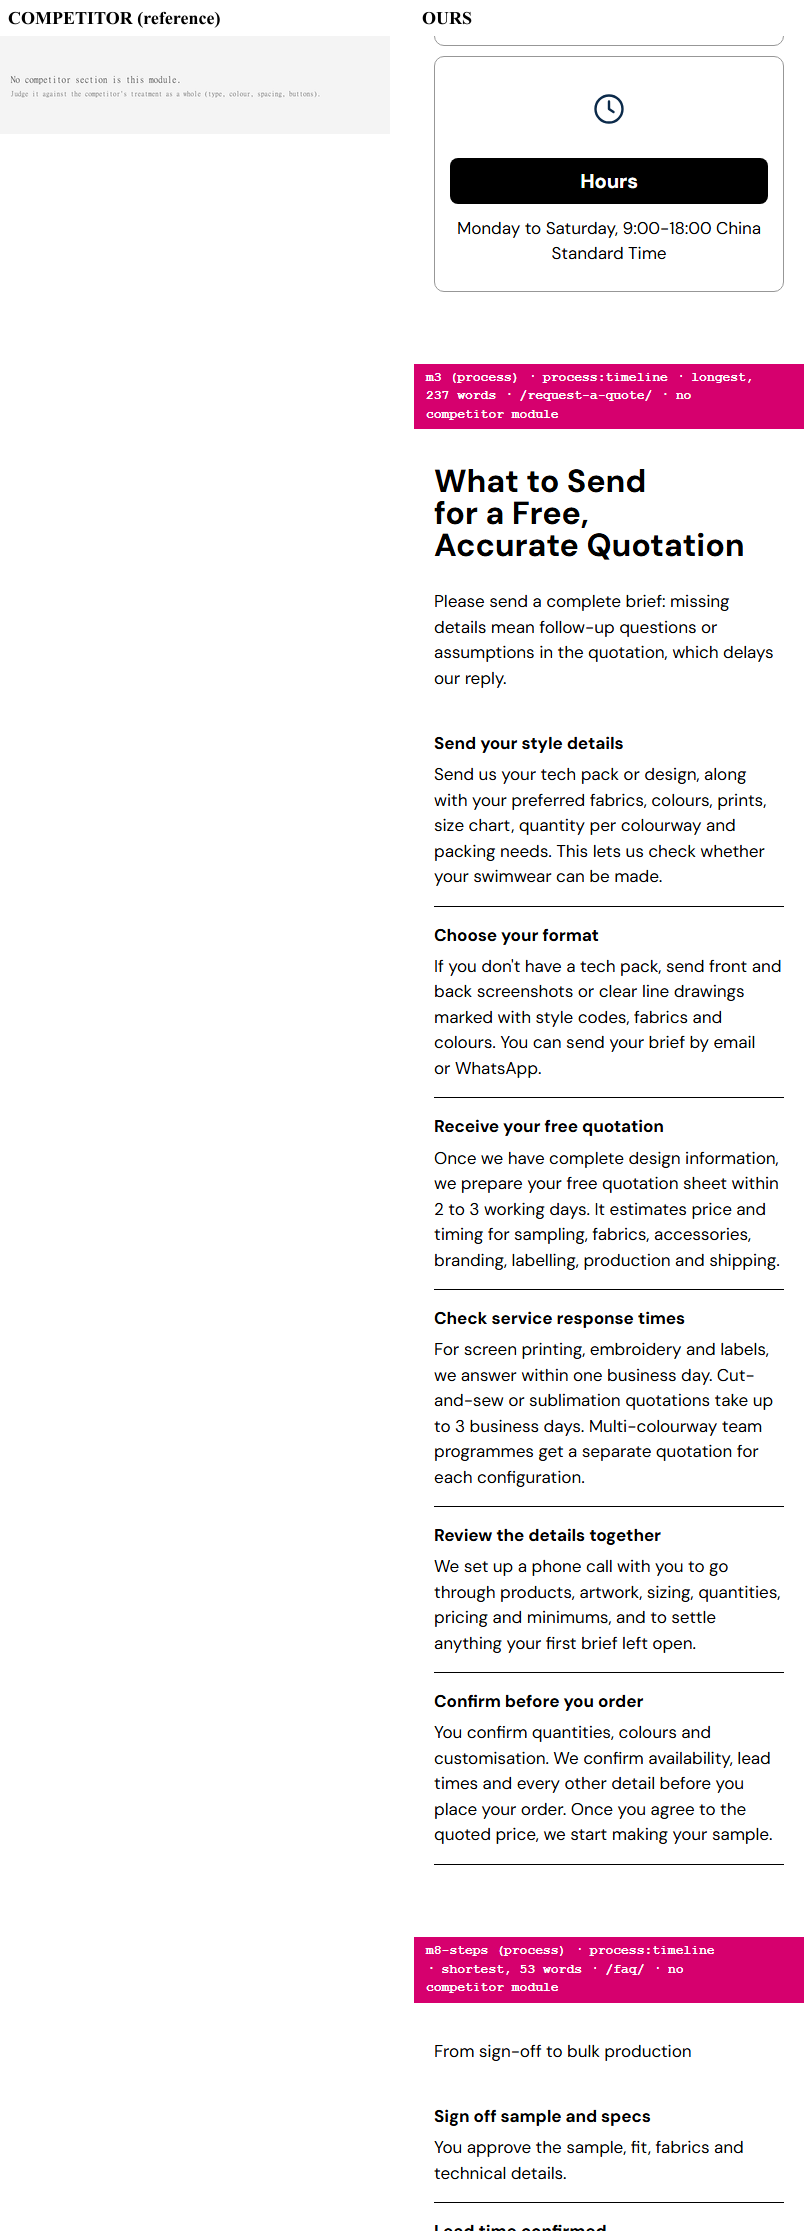 COMPETITOR (reference)
OURS
No competitor section is this module.
Judge it against the competitor's treatment as a whole (type, colour, spacing, buttons).
Hours
Monday to Saturday, 9:00-18:00 China
Standard Time
m3 (process) · process:timeline · longest,
237 words · /request-a-quote/ · no
competitor module
What to Send
for a Free,
Accurate Quotation
Please send a complete brief: missing
details mean follow-up questions or
assumptions in the quotation, which delays
our reply.
Send your style details
Send us your tech pack or design, along
with your preferred fabrics, colours, prints,
size chart, quantity per colourway and
packing needs. This lets us check whether
your swimwear can be made.
Choose your format
If you don't have a tech pack, send front and
back screenshots or clear line drawings
marked with style codes, fabrics and
colours. You can send your brief by email
or WhatsApp.
Receive your free quotation
Once we have complete design information,
we prepare your free quotation sheet within
2 to 3 working days. It estimates price and
timing for sampling, fabrics, accessories,
branding, labelling, production and shipping.
Check service response times
For screen printing, embroidery and labels,
we answer within one business day. Cut-
and-sew or sublimation quotations take up
to 3 business days. Multi-colourway team
programmes get a separate quotation for
each configuration.
Review the details together
We set up a phone call with you to go
through products, artwork, sizing, quantities,
pricing and minimums, and to settle
anything your first brief left open.
Confirm before you order
You confirm quantities, colours and
customisation. We confirm availability, lead
times and every other detail before you
place your order. Once you agree to the
quoted price, we start making your sample.
m8-steps (process) · process:timeline
· shortest, 53 words · /faq/ · no
competitor module
From sign-off to bulk production
Sign off sample and specs
You approve the sample, fit, fabrics and
technical details.
Lead time confirmed